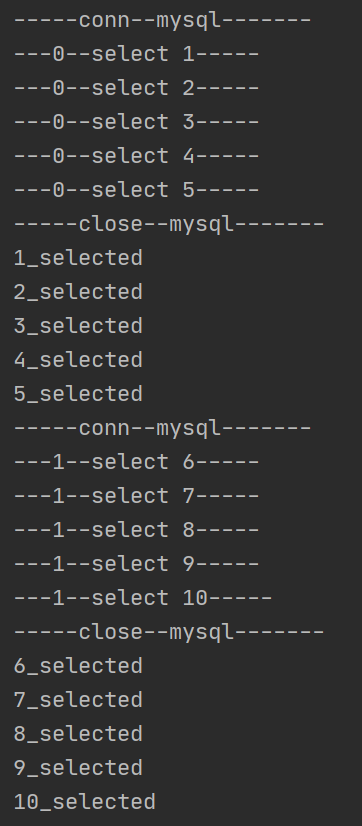 -----conn--mysql-------
---0--select 1-----
---0--select 2-----
---0--select 3-----
---0--select 4-----
---0--select 5-----
-----close--mysql-------
1_selected
2_selected
3_selected
4_selected
5_selected
-----conn--mysql-------
---1--select 6-----
---1--select 7-----
---1--select 8-----
---1--select 9-----
---1--select 10-----
-----close--mysql-------
6_selected
7_selected
8_selected
9_selected
10_selected